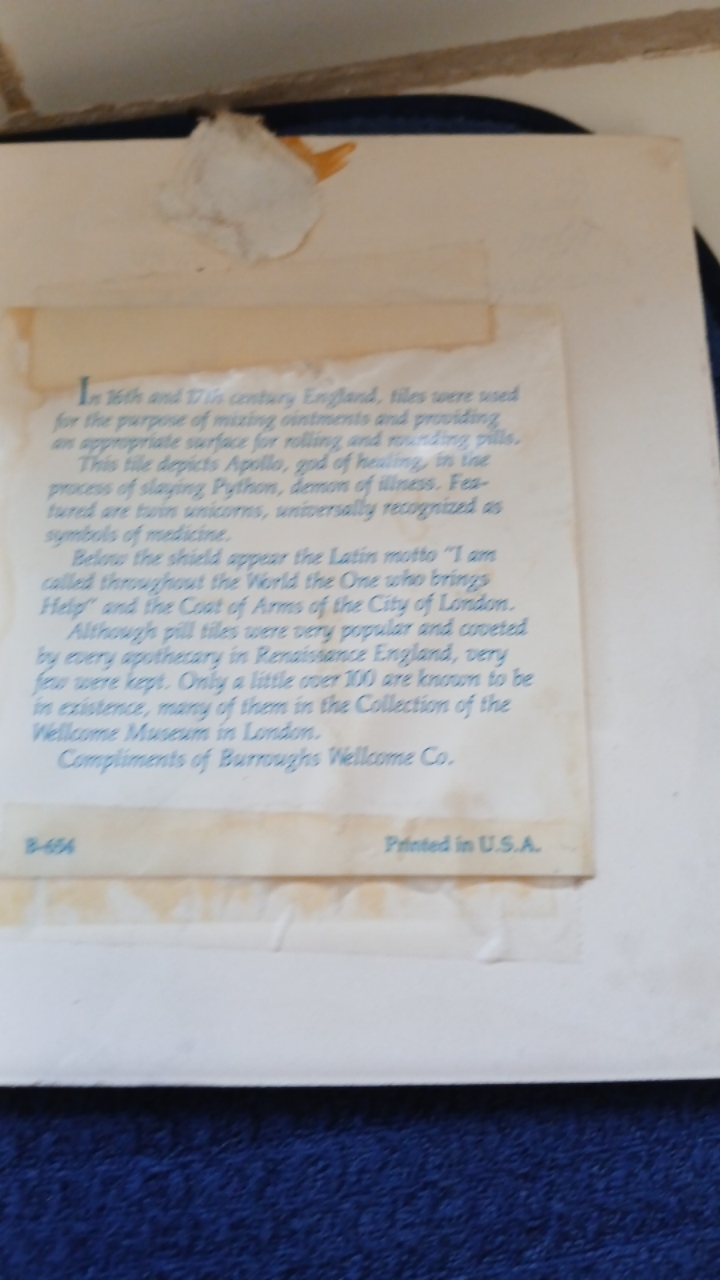 In 16th and 17th century England, tiles were used
for the purpose of mixing ointments and providing
an appropriate surface for rolling and rounding pills.
This tile depicts Apollo, god of healing, in the
process of slaying Python, demon of illness. Fea-
tured are twin unicorns, universally recognized as
symbols of medicine.
Below the shield appear the Latin motto "I am
called throughout the World the One who brings
Help" and the Coat of Arms of the City of London.
Although pill tiles were very popular and coveted
by every apothecary in Renaissance England, very
few were kept. Only a little over 100 are known to be
in existence, many of them in the Collection of the
Wellcome Museum in London.
Compliments of Burroughs Wellcome Co.
B-654 Printed in U.S.A.